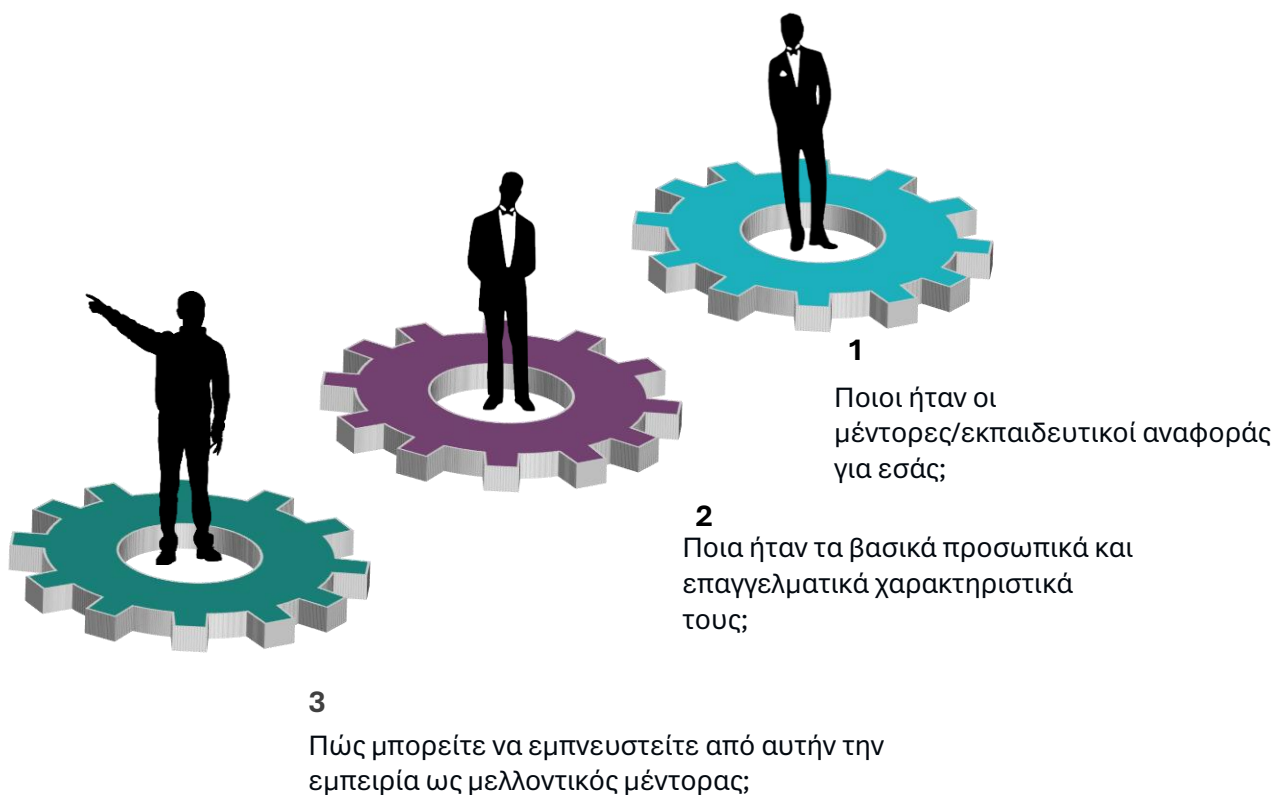 1
Ποιοι ήταν οι
μέντορες/εκπαιδευτικοί αναφοράς
για εσάς;
2
Ποια ήταν τα βασικά προσωπικά και
επαγγελματικά χαρακτηριστικά
τους;
3
Πώς μπορείτε να εμπνευστείτε από αυτήν την
εμπειρία ως μελλοντικός μέντορας;